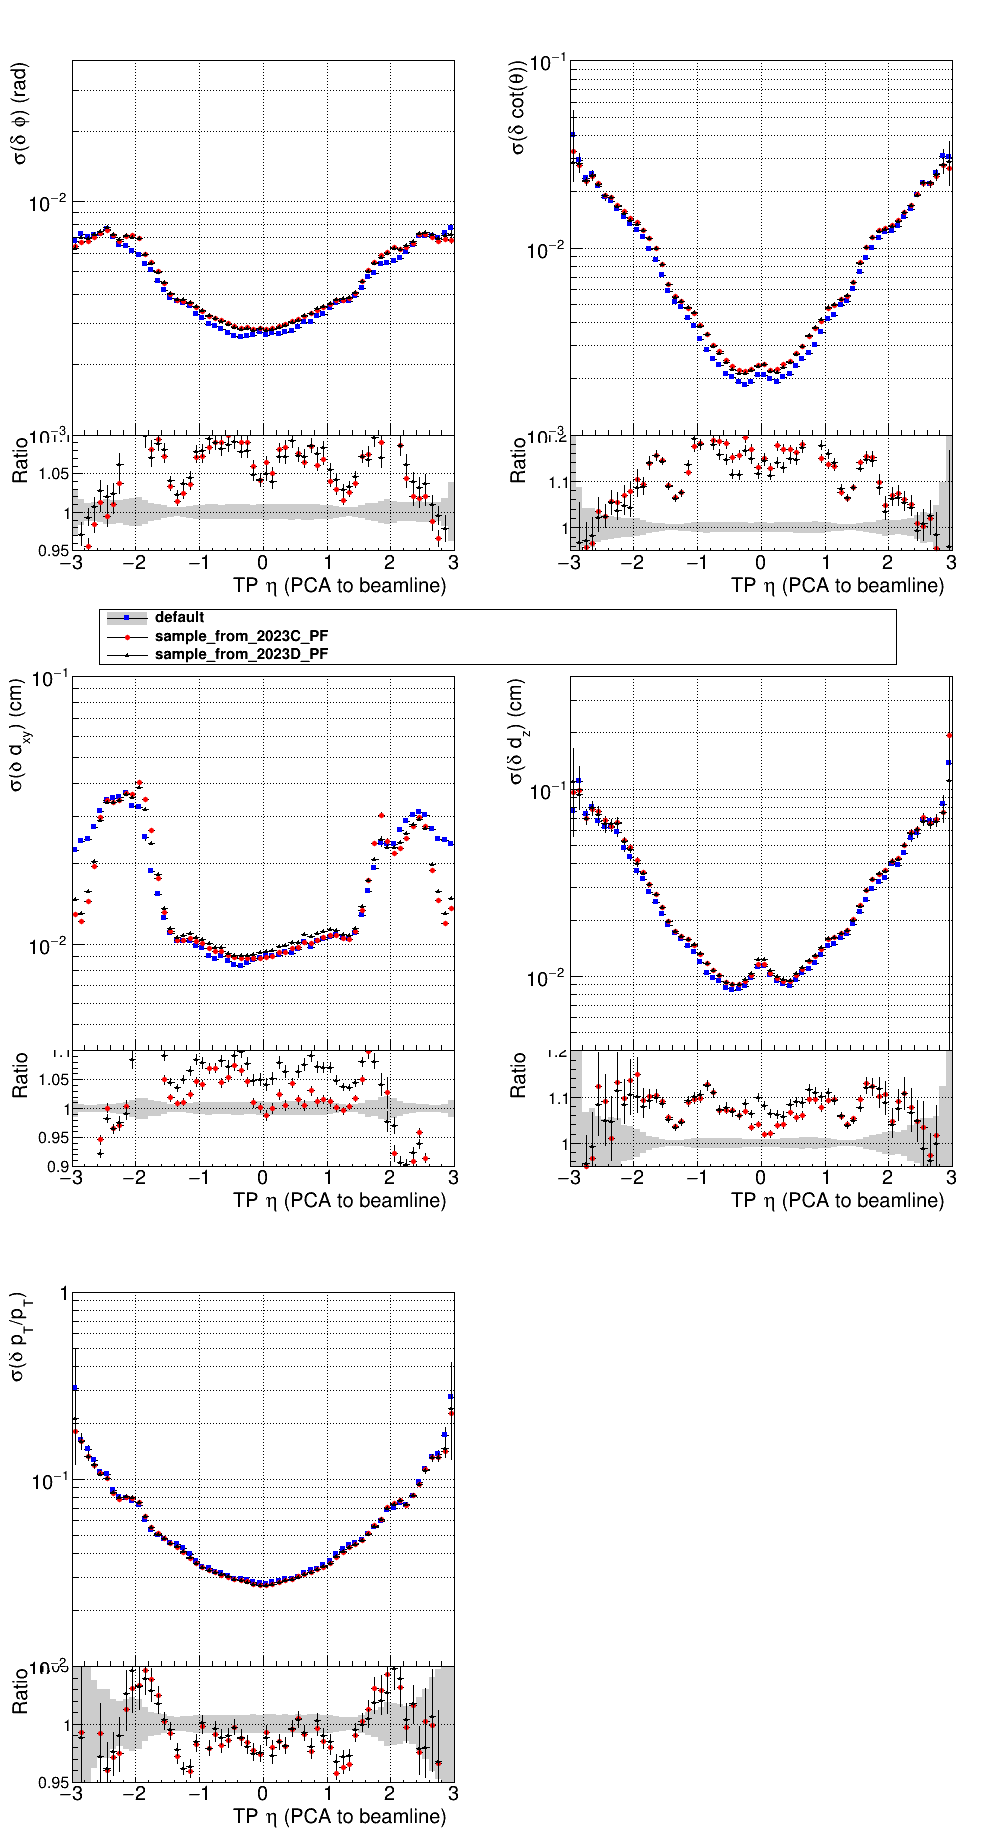 σ(δ φ) (rad)
10⁻²
10⁻³
Ratio
1.05
1
0.95
−3 −2 −1 0 1 2 3
TP η (PCA to beamline)
σ(δ cot(θ))
10⁻¹
10⁻²
10⁻³
Ratio
1.2
1.1
1
−3 −2 −1 0 1 2 3
TP η (PCA to beamline)
default
sample_from_2023C_PF
sample_from_2023D_PF
σ(δ d_xy) (cm)
10⁻¹
10⁻²
Ratio
1.1
1.05
1
0.95
0.9
−3 −2 −1 0 1 2 3
TP η (PCA to beamline)
σ(δ d_z) (cm)
10⁻¹
10⁻²
Ratio
1.2
1.1
1
−3 −2 −1 0 1 2 3
TP η (PCA to beamline)
σ(δ p_T/p_T)
1
10⁻¹
10⁻²
Ratio
1
0.95
−3 −2 −1 0 1 2 3
TP η (PCA to beamline)